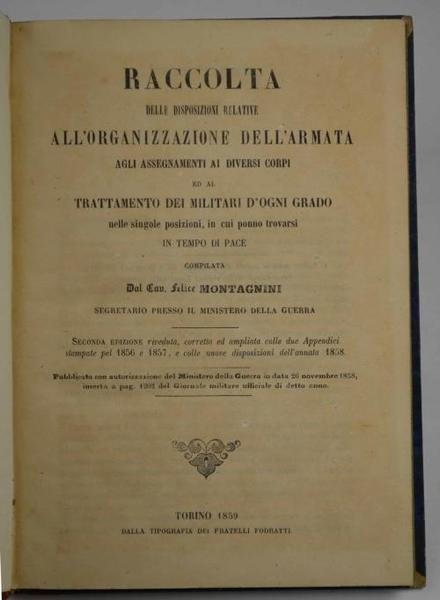 RACCOLTA
DELLE DISPOSIZIONI RELATIVE
ALL'ORGANIZZAZIONE DELL'ARMATA
AGLI ASSEGNAMENTI AI DIVERSI CORPI
ED AL
TRATTAMENTO DEI MILITARI D'OGNI GRADO
nelle singole posizioni, in cui ponno trovarsi
IN TEMPO DI PACE
COMPILATA
Dal Cav. Felice MONTAGNINI
SEGRETARIO PRESSO IL MINISTERO DELLA GUERRA
SECONDA EDIZIONE riveduta, corretta ed ampliata colle due Appendici
stampate pel 1856 e 1857, e colle nuove disposizioni dell'annata 1858.
Pubblicata con autorizzazione del Ministero della Guerra in data 26 novembre 1858,
inserta a pag. 1202 del Giornale militare ufficiale di detto anno.
TORINO 1859
DALLA TIPOGRAFIA DEI FRATELLI FODRATTI